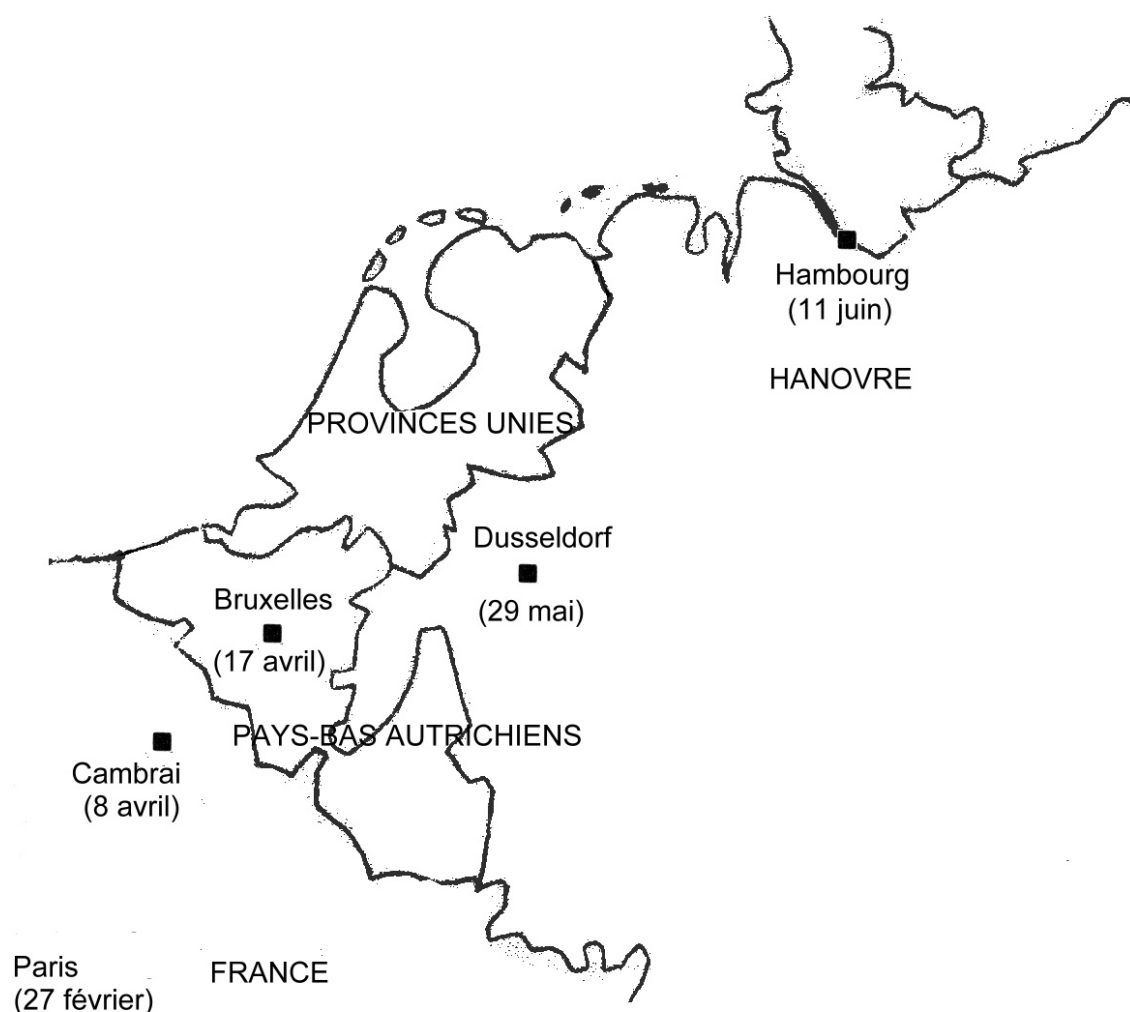 Hambourg
(11 juin)
HANOVRE
PROVINCES UNIES
Dusseldorf
(29 mai)
Bruxelles
(17 avril)
PAYS-BAS AUTRICHIENS
Cambrai
(8 avril)
Paris
(27 février)
FRANCE